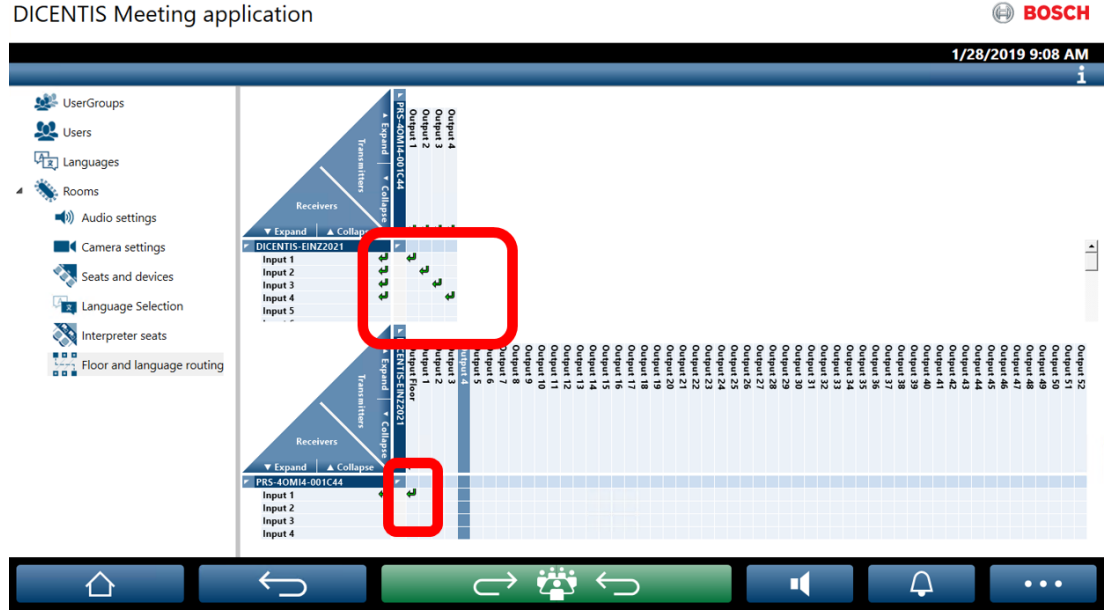 DICENTIS Meeting application
BOSCH
1/28/2019 9:08 AM
UserGroups
Users
Languages
Rooms
Audio settings
Camera settings
Seats and devices
Language Selection
Interpreter seats
Floor and language routing
PRS-4OMI4-001C44
Output 1
Output 2
Output 3
Output 4
▲ Expand
▼ Collapse
Transmitters
Receivers
▼ Expand
▲ Collapse
DICENTIS-EINZ2021
Input 1
Input 2
Input 3
Input 4
Input 5
Output Floor
Output 1
Output 2
Output 3
Output 4
Output 5
Output 6
Output 7
Output 8
Output 9
Output 10
Output 11
Output 12
Output 13
Output 14
Output 15
Output 16
Output 17
Output 18
Output 19
Output 20
Output 21
Output 22
Output 23
Output 24
Output 25
Output 26
Output 27
Output 28
Output 29
Output 30
Output 31
Output 32
Output 33
Output 34
Output 35
Output 36
Output 37
Output 38
Output 39
Output 40
Output 41
Output 42
Output 43
Output 44
Output 45
Output 46
Output 47
Output 48
Output 49
Output 50
Output 51
Output 52
▲ Expand
▼ Collapse
Transmitters
Receivers
▼ Expand
▲ Collapse
PRS-4OMI4-001C44
Input 1
Input 2
Input 3
Input 4